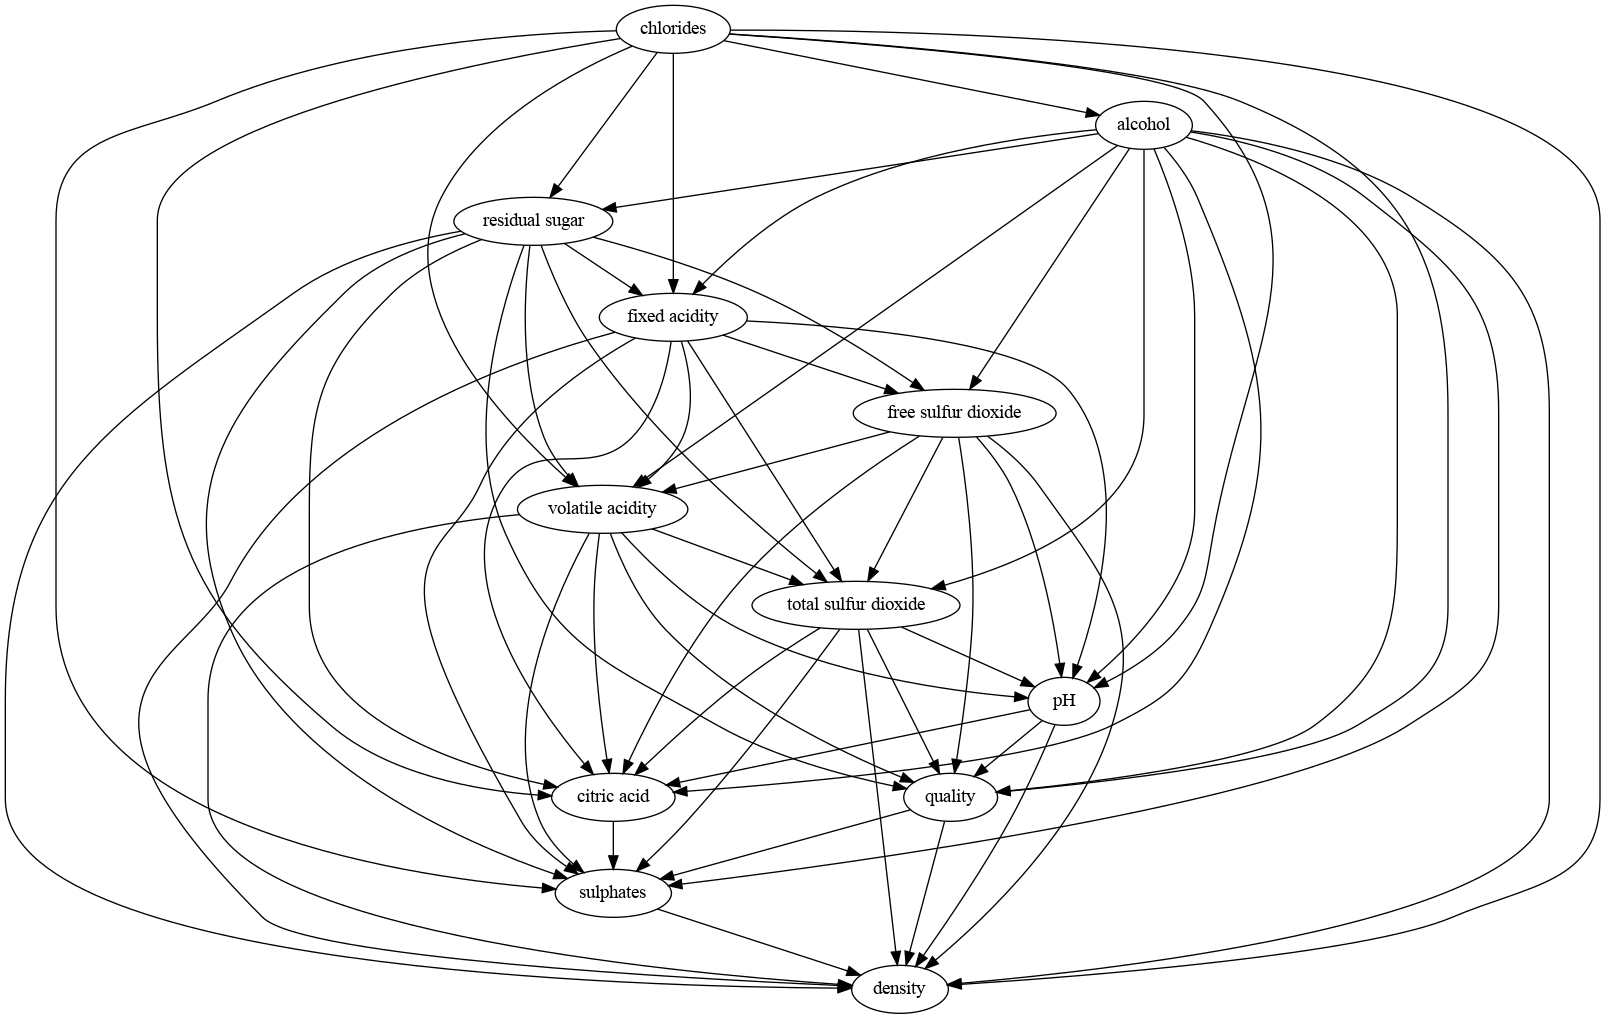 chlorides
alcohol
residual sugar
fixed acidity
free sulfur dioxide
volatile acidity
total sulfur dioxide
pH
citric acid
quality
sulphates
density